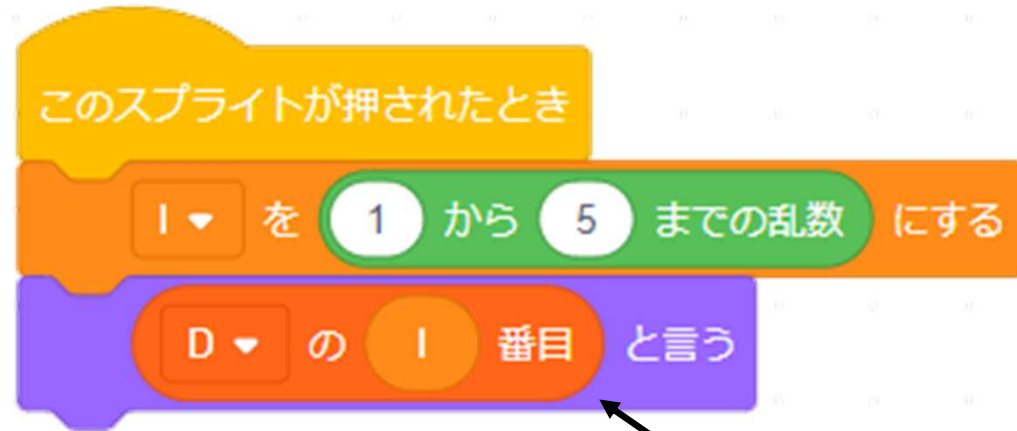 このスプライトが押されたとき
I を 1 から 5 までの乱数 にする
D の I 番目 と言う